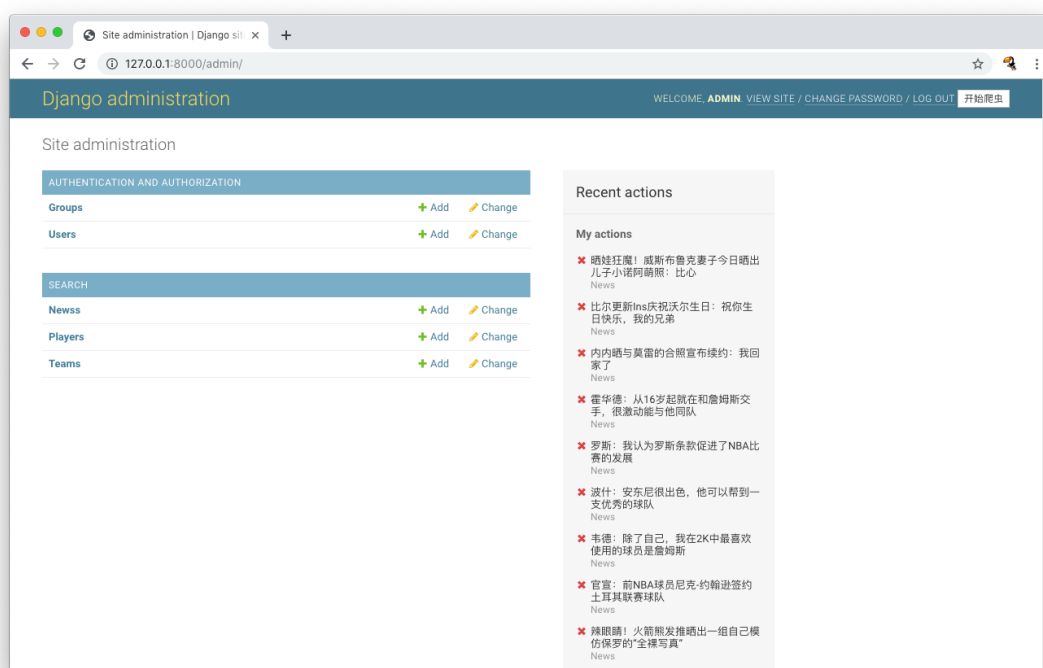 Site administration | Django sit
127.0.0.1:8000/admin/
Django administration
WELCOME, ADMIN. VIEW SITE / CHANGE PASSWORD / LOG OUT 开始爬虫
Site administration
AUTHENTICATION AND AUTHORIZATION
Groups Add Change
Users Add Change
SEARCH
Newss Add Change
Players Add Change
Teams Add Change
Recent actions
My actions
晒娃狂魔！威斯布鲁克妻子今日晒出
儿子小诺阿萌照：比心
News
比尔更新Ins庆祝沃尔生日：祝你生
日快乐，我的兄弟
News
内内晒与莫雷的合照宣布续约：我回
家了
News
霍华德：从16岁起就在和詹姆斯交
手，很激动能与他同队
News
罗斯：我认为罗斯条款促进了NBA比
赛的发展
News
波什：安东尼很出色，他可以帮到一
支优秀的球队
News
韦德：除了自己，我在2K中最喜欢
使用的球员是詹姆斯
News
官宣：前NBA球员尼克-约翰逊签约
土耳其联赛球队
News
辣眼睛！火箭熊发推晒出一组自己模
仿保罗的“全裸写真”
News